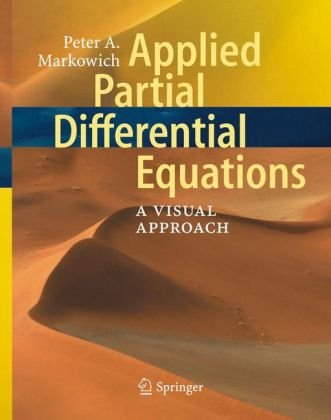 Peter A.
Markowich
Applied
Partial
Differential
Equations
A VISUAL
APPROACH
Springer